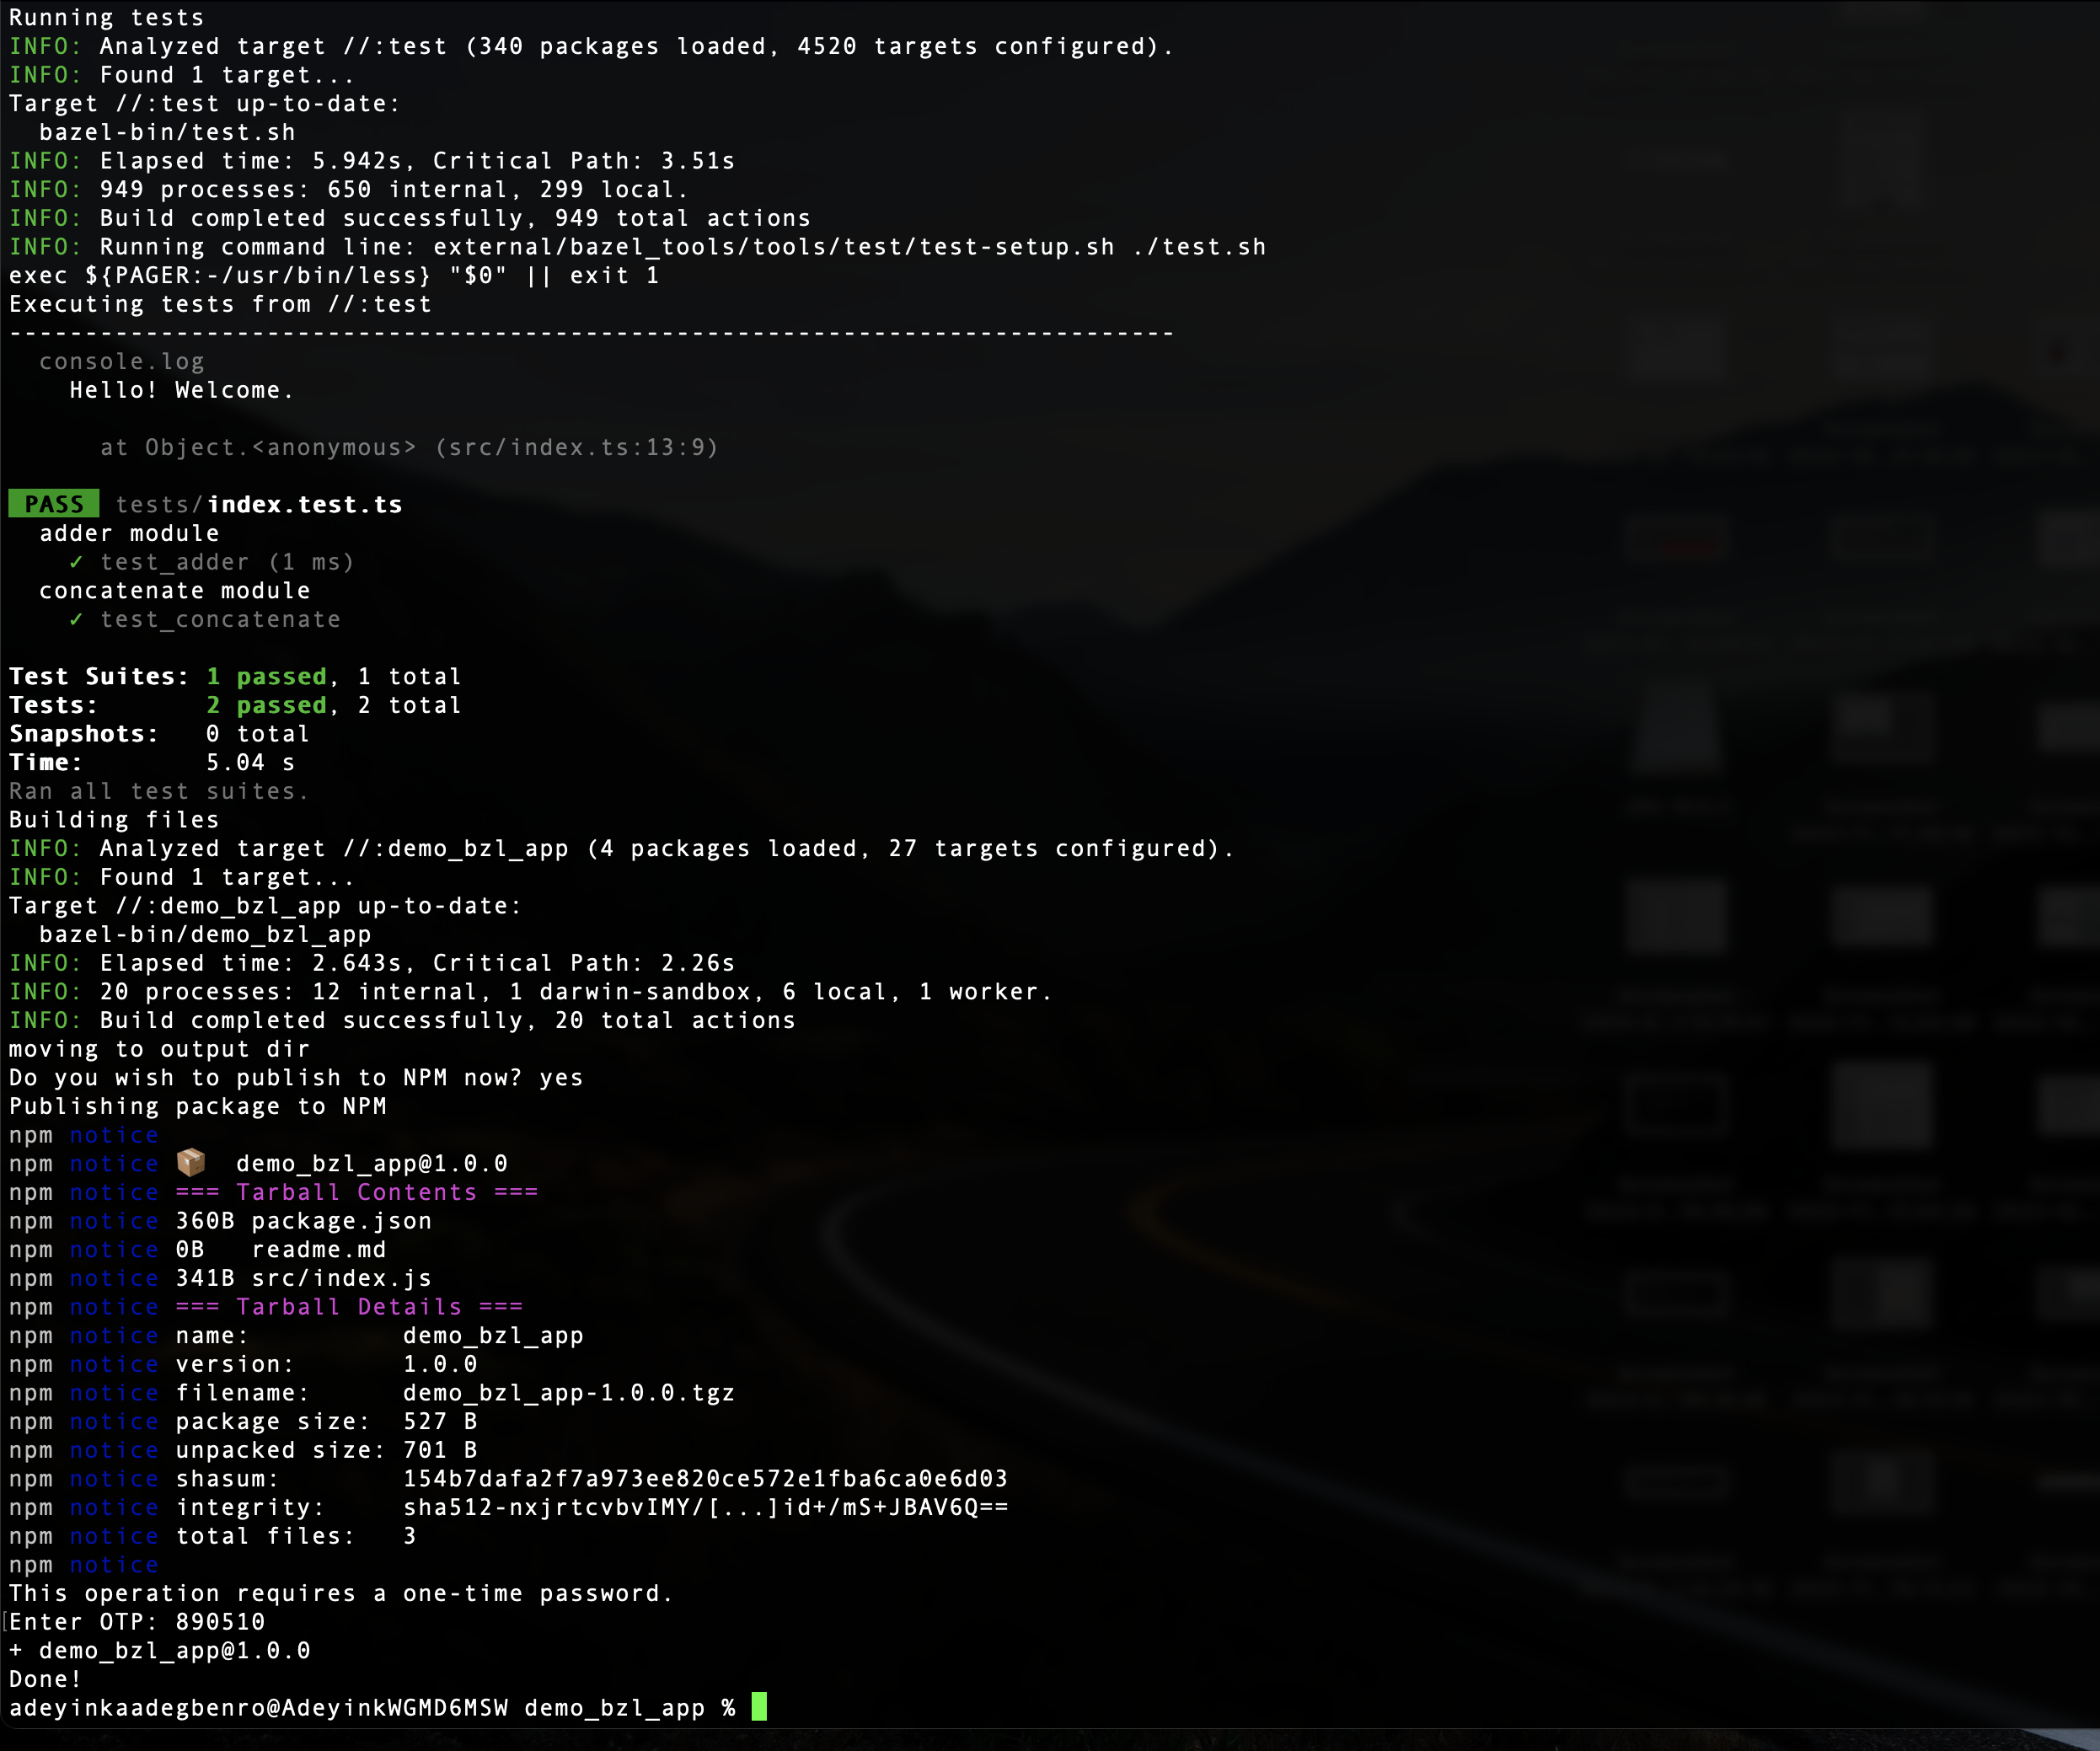 Running tests
INFO: Analyzed target //:test (340 packages loaded, 4520 targets configured).
INFO: Found 1 target...
Target //:test up-to-date:
  bazel-bin/test.sh
INFO: Elapsed time: 5.942s, Critical Path: 3.51s
INFO: 949 processes: 650 internal, 299 local.
INFO: Build completed successfully, 949 total actions
INFO: Running command line: external/bazel_tools/tools/test/test-setup.sh ./test.sh
exec ${PAGER:-/usr/bin/less} "$0" || exit 1
Executing tests from //:test
-----------------------------------------------------------------------------
  console.log
    Hello! Welcome.

      at Object.<anonymous> (src/index.ts:13:9)

 PASS  tests/index.test.ts
  adder module
    ✓ test_adder (1 ms)
  concatenate module
    ✓ test_concatenate

Test Suites: 1 passed, 1 total
Tests:       2 passed, 2 total
Snapshots:   0 total
Time:        5.04 s
Ran all test suites.
Building files
INFO: Analyzed target //:demo_bzl_app (4 packages loaded, 27 targets configured).
INFO: Found 1 target...
Target //:demo_bzl_app up-to-date:
  bazel-bin/demo_bzl_app
INFO: Elapsed time: 2.643s, Critical Path: 2.26s
INFO: 20 processes: 12 internal, 1 darwin-sandbox, 6 local, 1 worker.
INFO: Build completed successfully, 20 total actions
moving to output dir
Do you wish to publish to NPM now? yes
Publishing package to NPM
npm notice
npm notice 📦  demo_bzl_app@1.0.0
npm notice === Tarball Contents ===
npm notice 360B package.json
npm notice 0B   readme.md
npm notice 341B src/index.js
npm notice === Tarball Details ===
npm notice name:          demo_bzl_app
npm notice version:       1.0.0
npm notice filename:      demo_bzl_app-1.0.0.tgz
npm notice package size:  527 B
npm notice unpacked size: 701 B
npm notice shasum:        154b7dafa2f7a973ee820ce572e1fba6ca0e6d03
npm notice integrity:     sha512-nxjrtcvbvIMY/[...]id+/mS+JBAV6Q==
npm notice total files:   3
npm notice
This operation requires a one-time password.
Enter OTP: 890510
+ demo_bzl_app@1.0.0
Done!
adeyinkaadegbenro@AdeyinkWGMD6MSW demo_bzl_app %